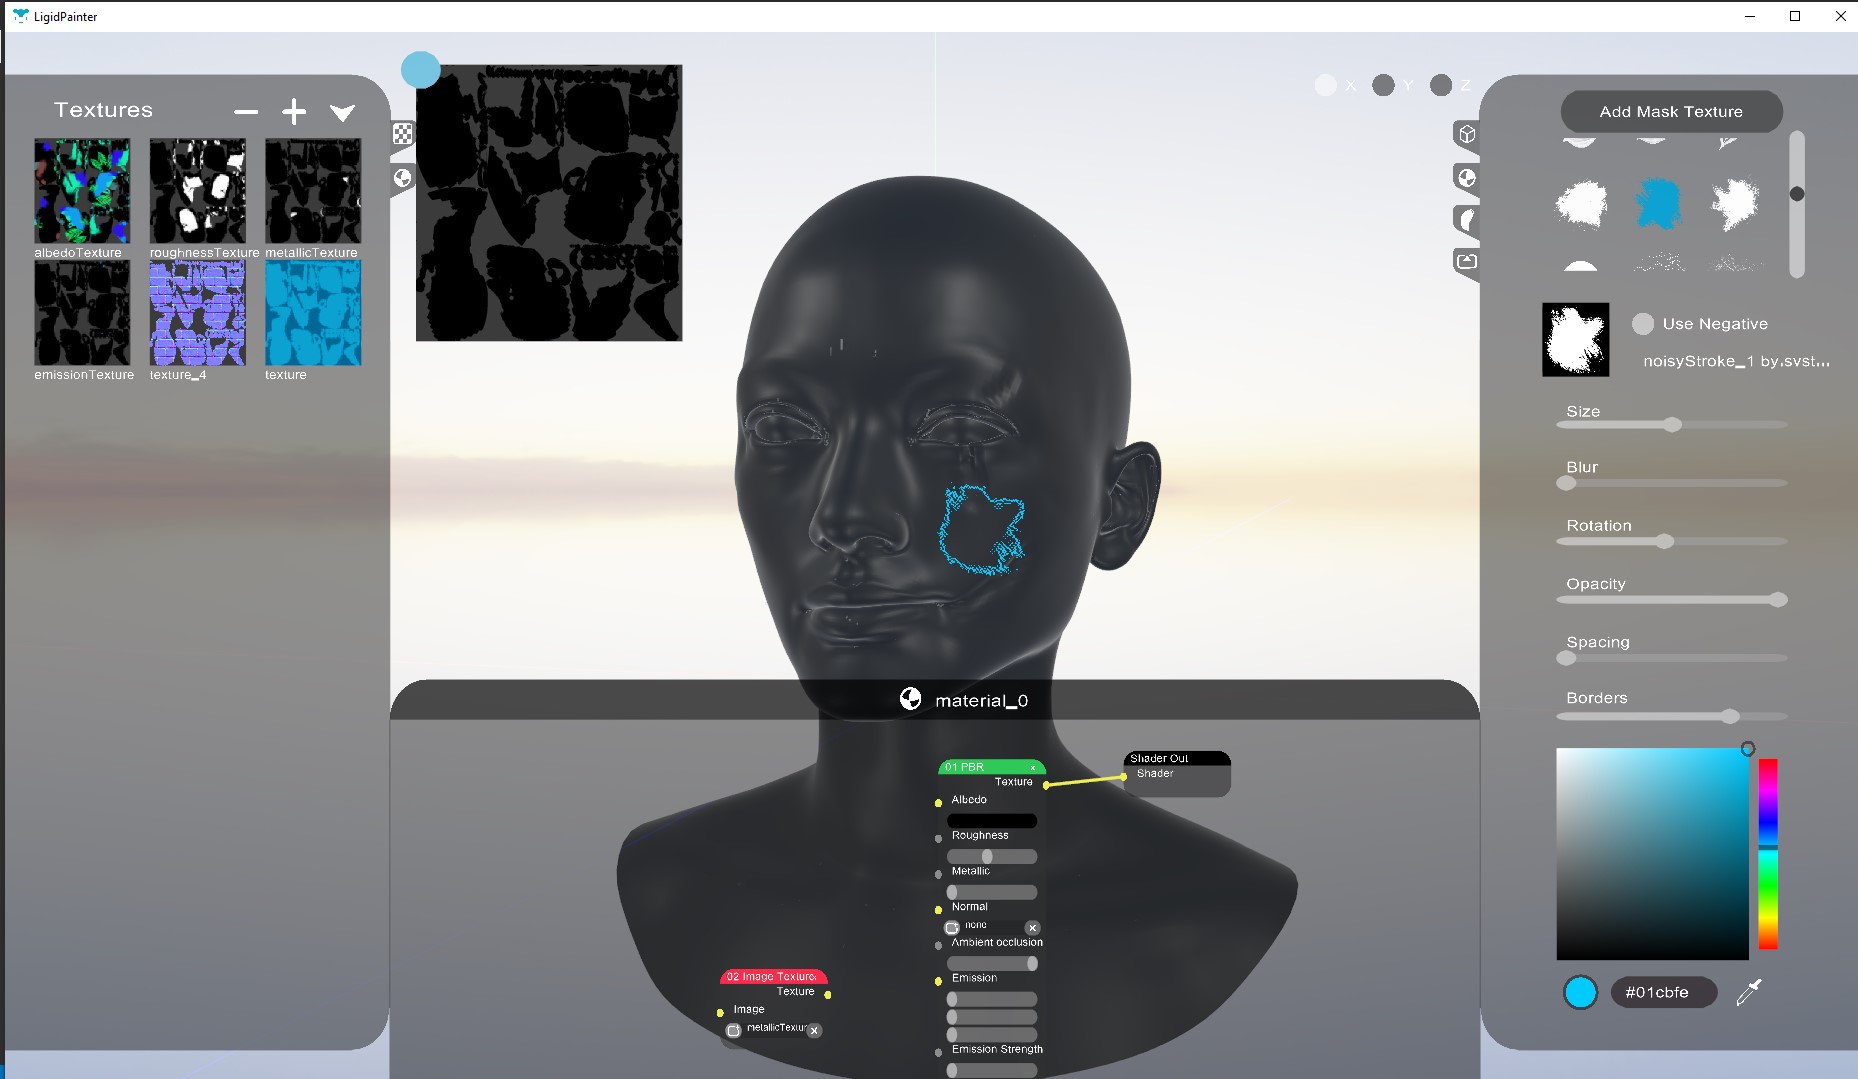 LigidPainter
Textures
albedoTexture
roughnessTexture
metallicTexture
emissionTexture
texture_4
texture
X
Y
Z
Add Mask Texture
Use Negative
noisyStroke_1 by.svst...
Size
Blur
Rotation
Opacity
Spacing
Borders
#01cbfe
material_0
01 PBR
Texture
Albedo
Roughness
Metallic
Normal
none
Ambient occlusion
Emission
Emission Strength
Shader Out
Shader
02 Image Texture
Texture
Image
metallicTextur